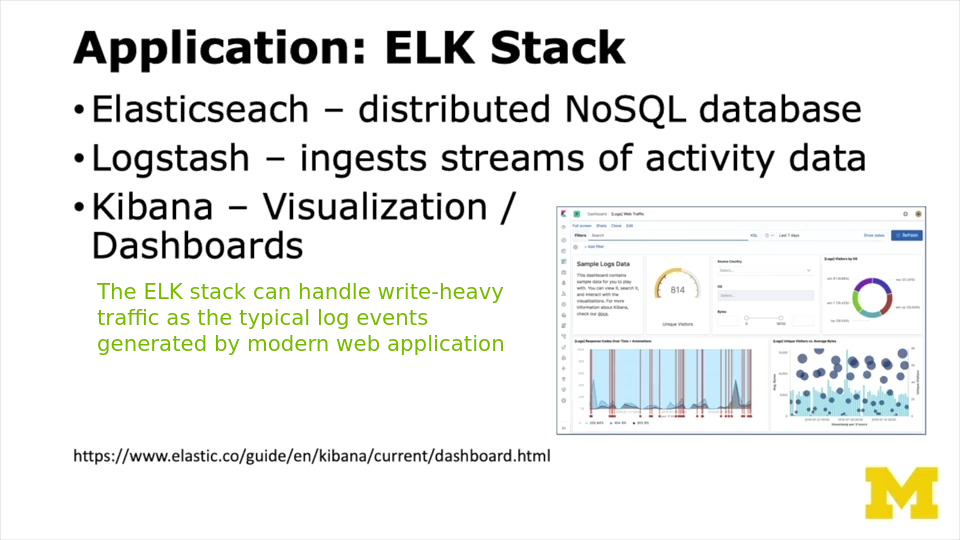 Application: ELK Stack
•Elasticseach – distributed NoSQL database
•Logstash – ingests streams of activity data
•Kibana – Visualization /
Dashboards
The ELK stack can handle write-heavy
traffic as the typical log events
generated by modern web application
Dashboards [Logs] Web Traffic
Full screen Share Clone Edit
Filters Search KQL Last 7 days Show dates Refresh
+ Add filter
Sample Logs Data
This dashboard contains
sample data for you to play
with. You can view it, search it,
and interact with the
visualizations. For more
information about Kibana,
check our docs.
814
Unique Visitors
Source Country
Select...
OS
Select...
Bytes
[Logs] Visitors by OS
[Logs] Response Codes Over Time + Annotations
[Logs] Unique Visitors vs. Average Bytes
https://www.elastic.co/guide/en/kibana/current/dashboard.html
M